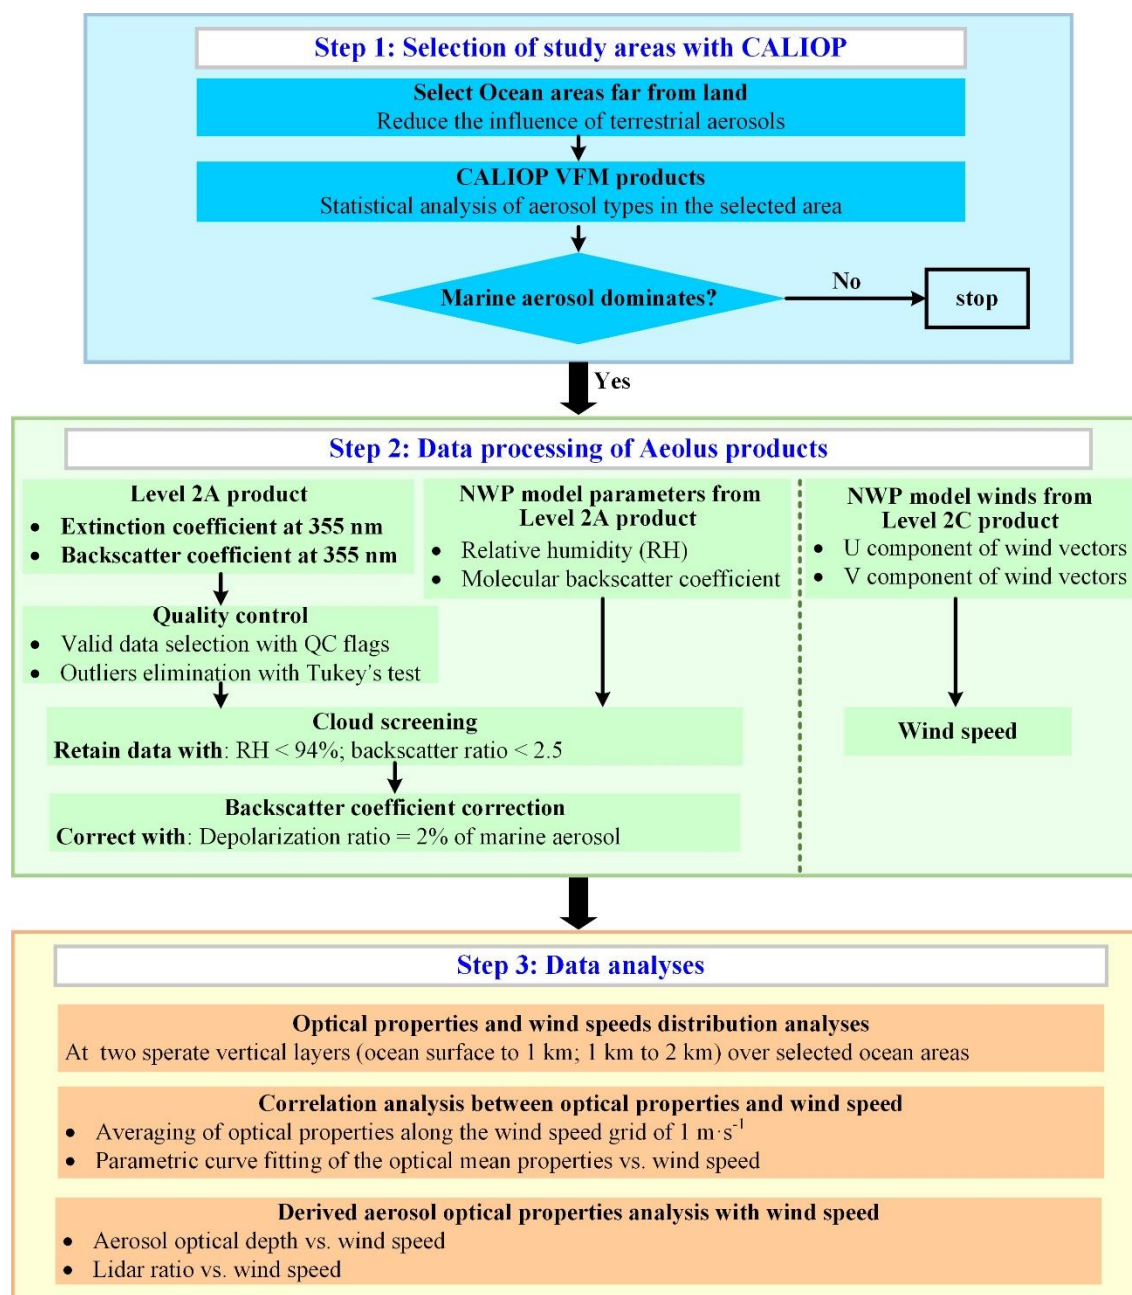 Step 1: Selection of study areas with CALIOP
Select Ocean areas far from land
Reduce the influence of terrestrial aerosols
CALIOP VFM products
Statistical analysis of aerosol types in the selected area
Marine aerosol dominates?
No
stop
Yes
Step 2: Data processing of Aeolus products
Level 2A product
• Extinction coefficient at 355 nm
• Backscatter coefficient at 355 nm
NWP model parameters from
Level 2A product
• Relative humidity (RH)
• Molecular backscatter coefficient
NWP model winds from
Level 2C product
• U component of wind vectors
• V component of wind vectors
Quality control
• Valid data selection with QC flags
• Outliers elimination with Tukey's test
Cloud screening
Retain data with: RH < 94%; backscatter ratio < 2.5
Wind speed
Backscatter coefficient correction
Correct with: Depolarization ratio = 2% of marine aerosol
Step 3: Data analyses
Optical properties and wind speeds distribution analyses
At two sperate vertical layers (ocean surface to 1 km; 1 km to 2 km) over selected ocean areas
Correlation analysis between optical properties and wind speed
• Averaging of optical properties along the wind speed grid of 1 m·s⁻¹
• Parametric curve fitting of the optical mean properties vs. wind speed
Derived aerosol optical properties analysis with wind speed
• Aerosol optical depth vs. wind speed
• Lidar ratio vs. wind speed